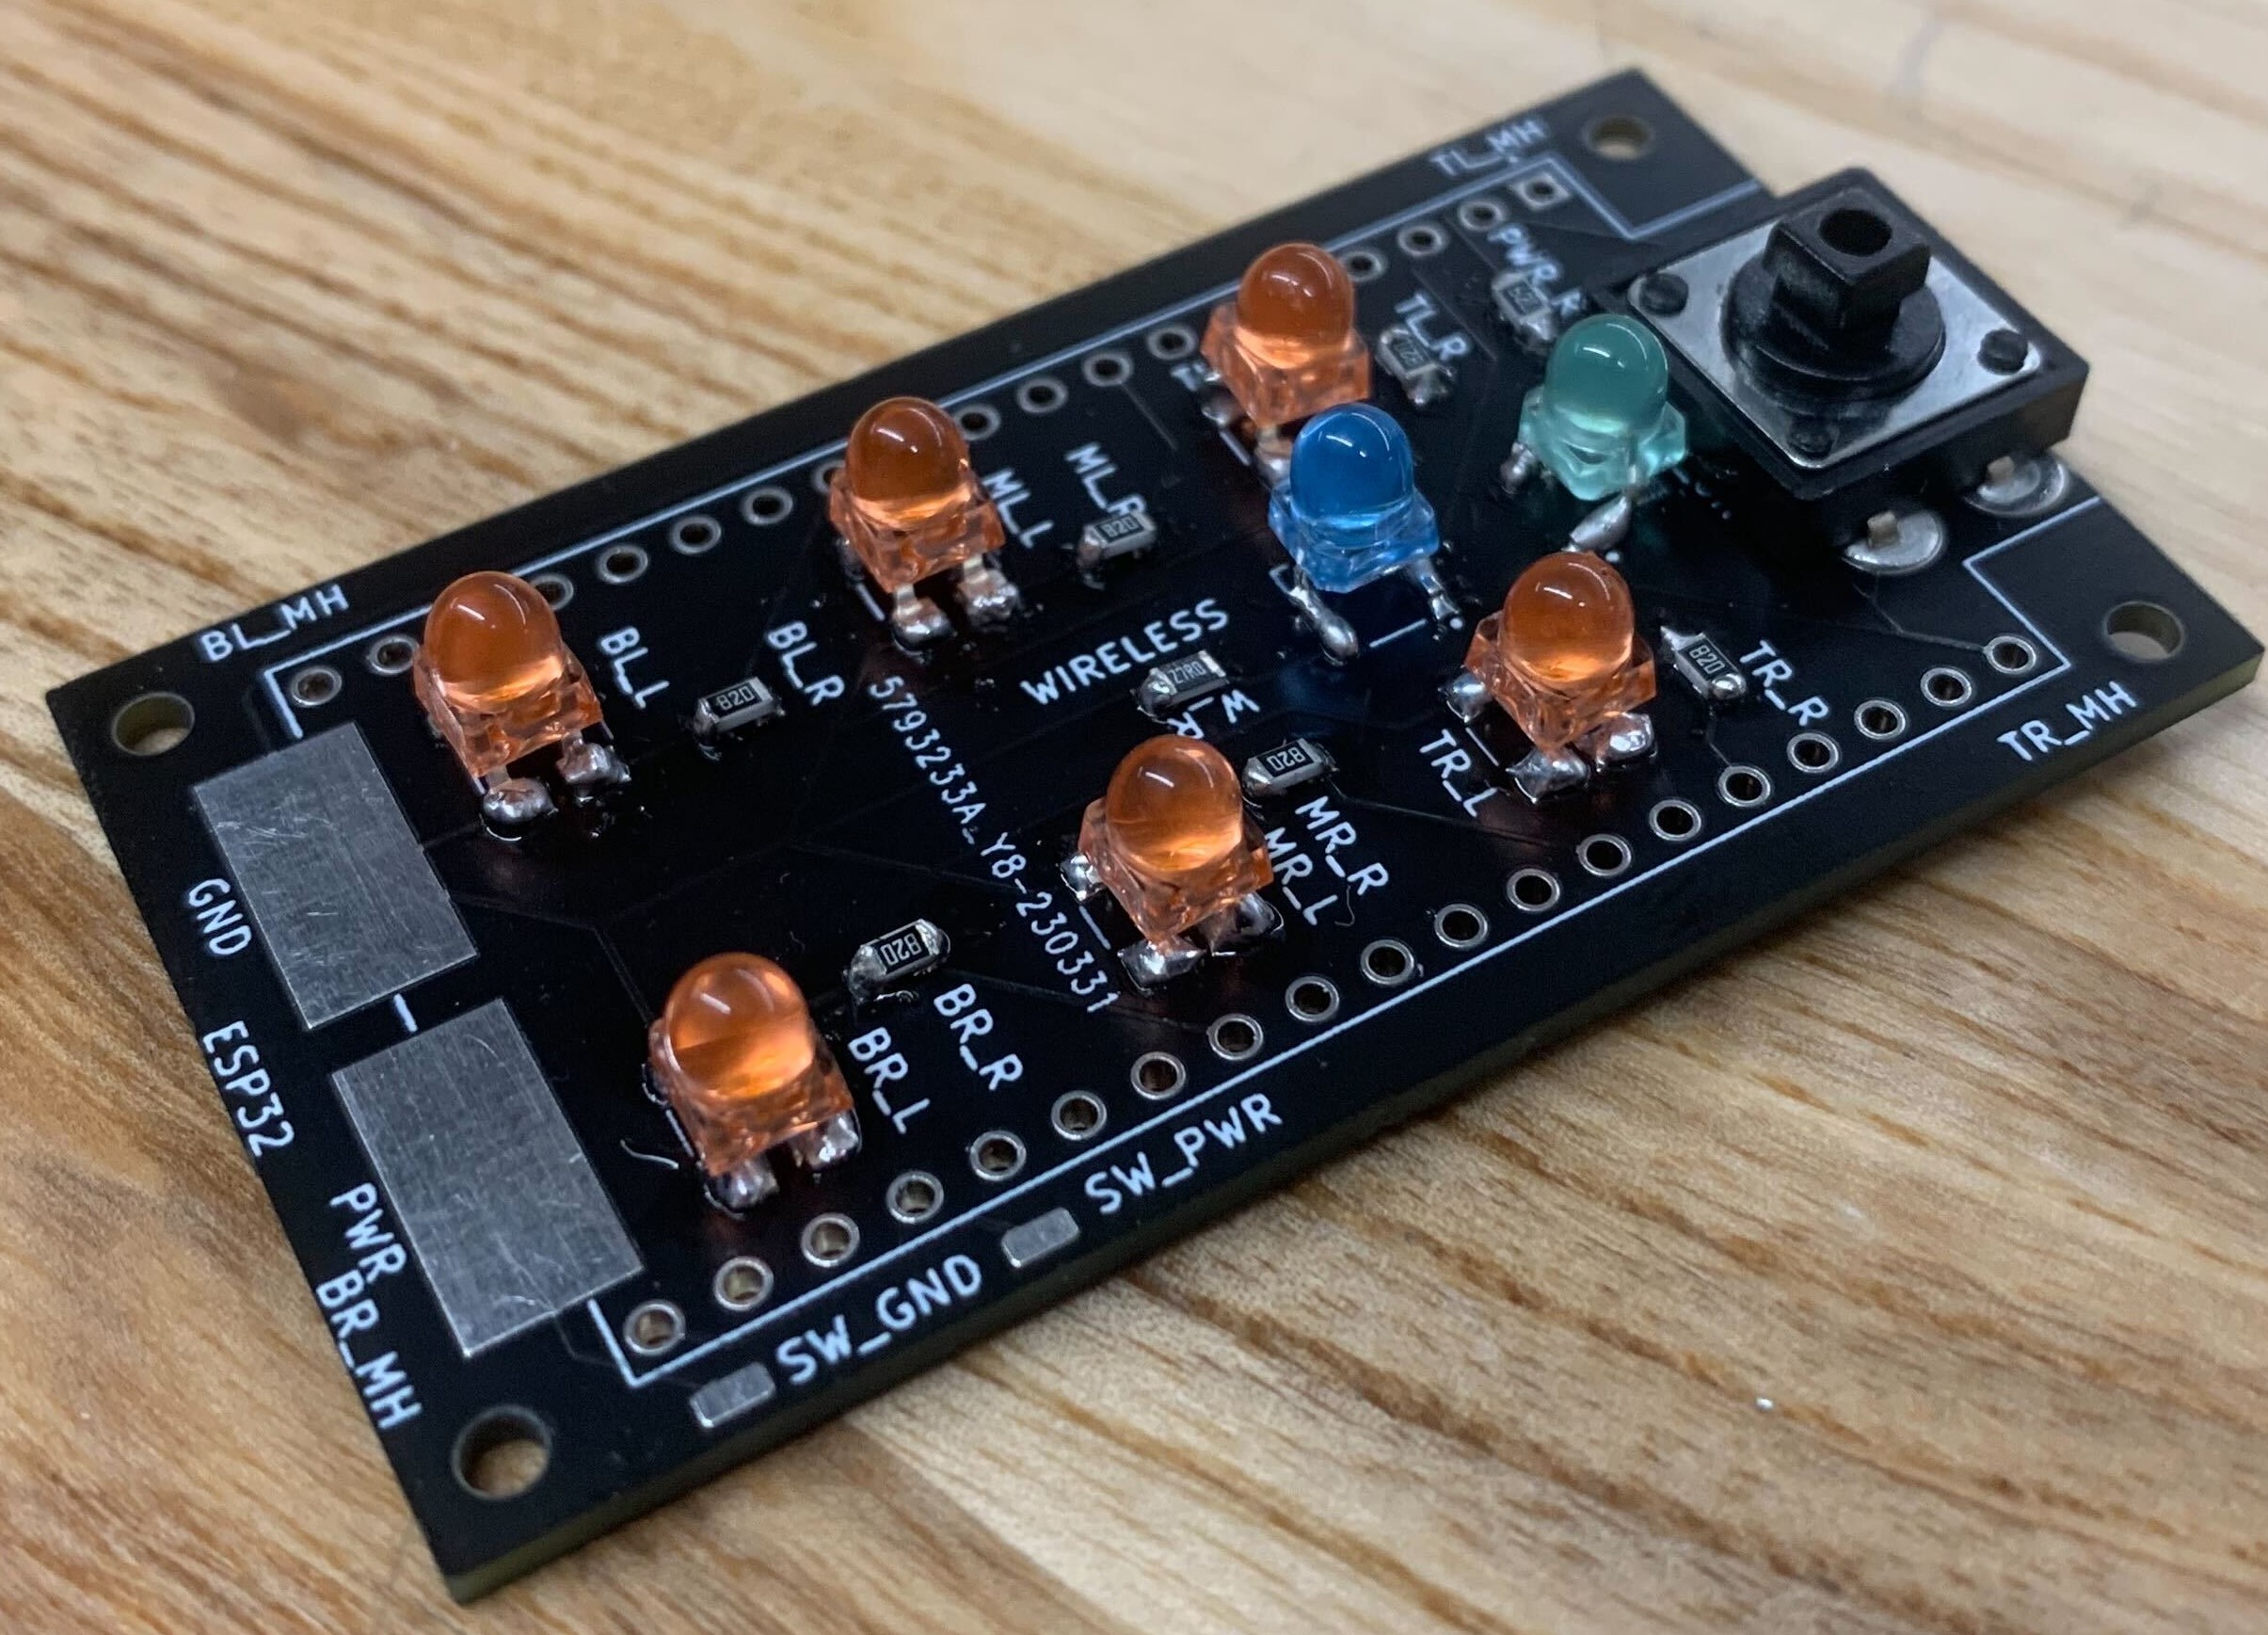 TL_MH
PWR_R
TL_R
ML_L
ML_R
820
BL_MH
BL_L
BL_R
820
WIRELESS
27R0
W_R
820
TR_R
TR_MH
TR_L
820
MR_R
MR_L
5793233A_Y8-230331
820
BR_R
BR_L
GND
ESP32
PWR
BR_MH
SW_PWR
SW_GND